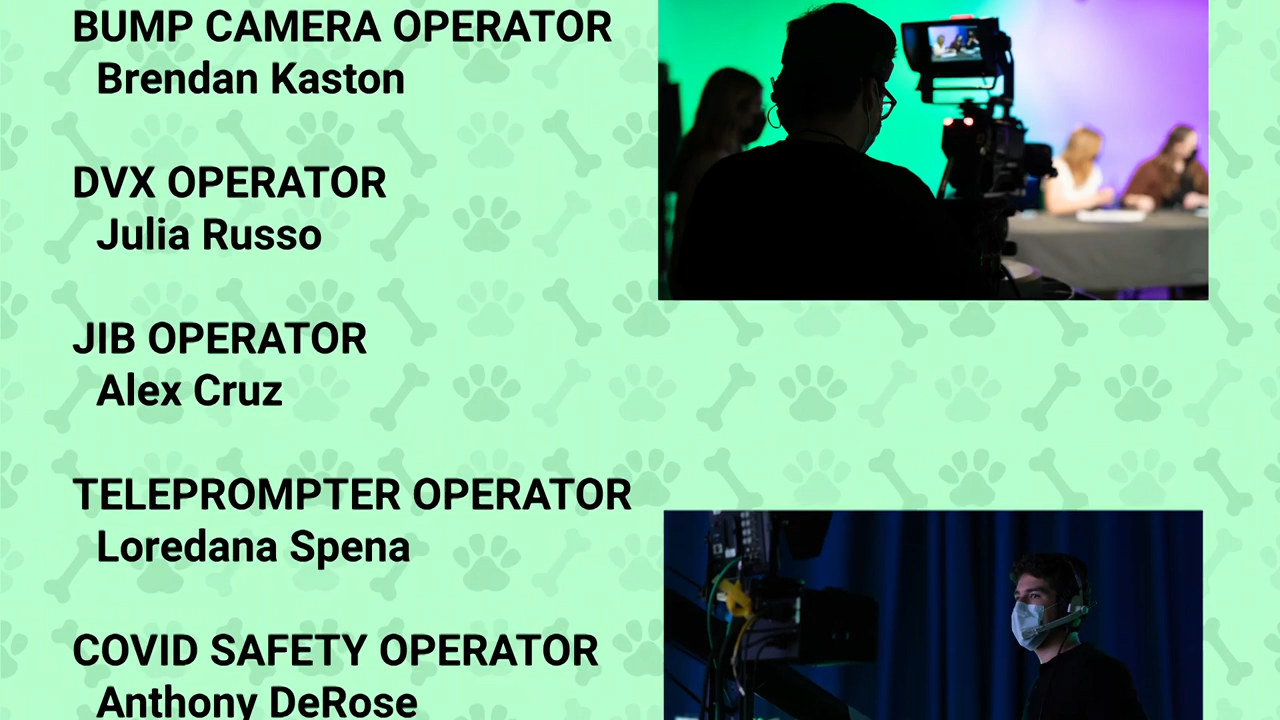 BUMP CAMERA OPERATOR
Brendan Kaston
DVX OPERATOR
Julia Russo
JIB OPERATOR
Alex Cruz
TELEPROMPTER OPERATOR
Loredana Spena
COVID SAFETY OPERATOR
Anthony DeRose